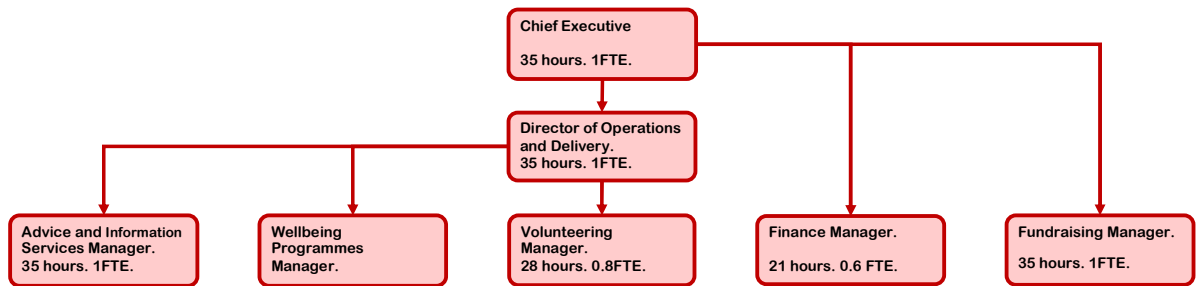 Chief Executive
35 hours. 1FTE.
Director of Operations
and Delivery.
35 hours. 1FTE.
Advice and Information
Services Manager.
35 hours. 1FTE.
Wellbeing
Programmes
Manager.
Volunteering
Manager.
28 hours. 0.8FTE.
Finance Manager.
21 hours. 0.6 FTE.
Fundraising Manager.
35 hours. 1FTE.